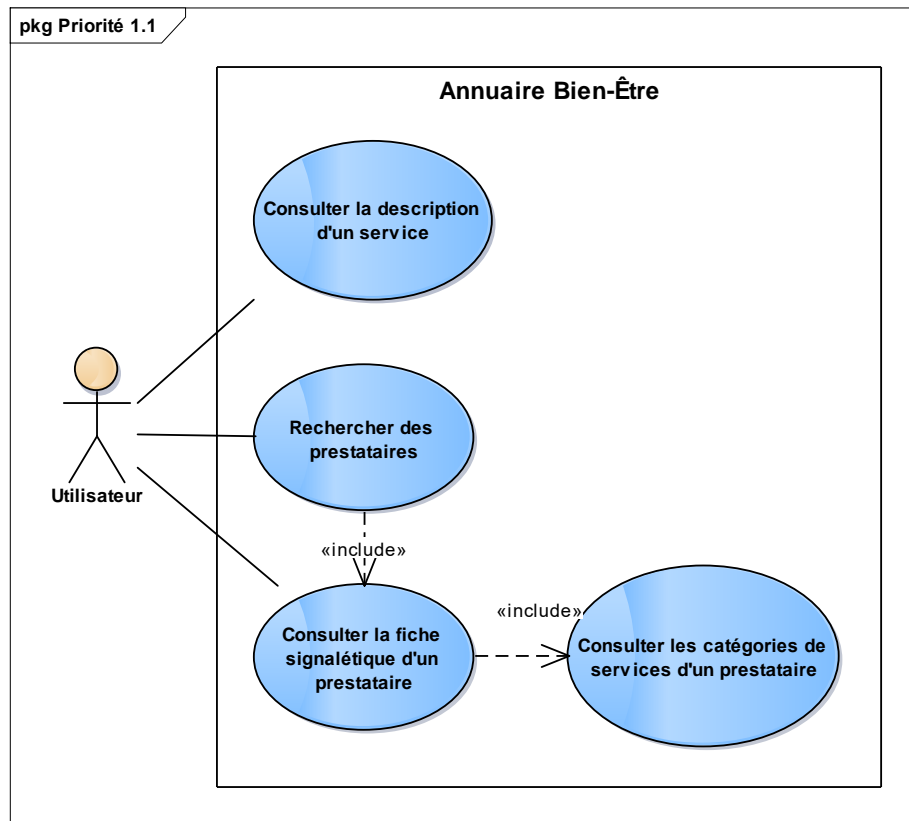 pkg Priorité 1.1
Annuaire Bien-Être
Consulter la description
d'un service
Rechercher des
prestataires
Utilisateur
«include»
Consulter la fiche
signalétique d'un
prestataire
«include»
Consulter les catégories de
services d'un prestataire